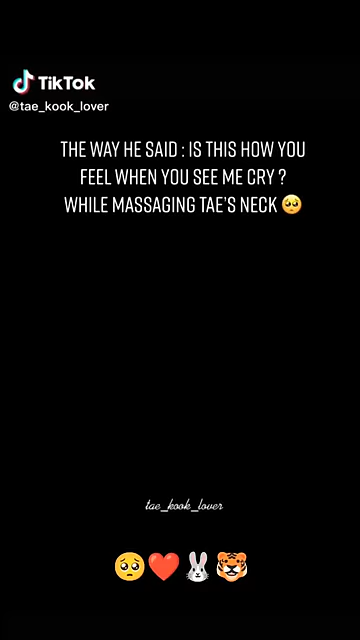 TikTok
@tae_kook_lover
THE WAY HE SAID : IS THIS HOW YOU
FEEL WHEN YOU SEE ME CRY ?
WHILE MASSAGING TAE'S NECK 🥺
tae_kook_lover
🥺❤️🐰🐯